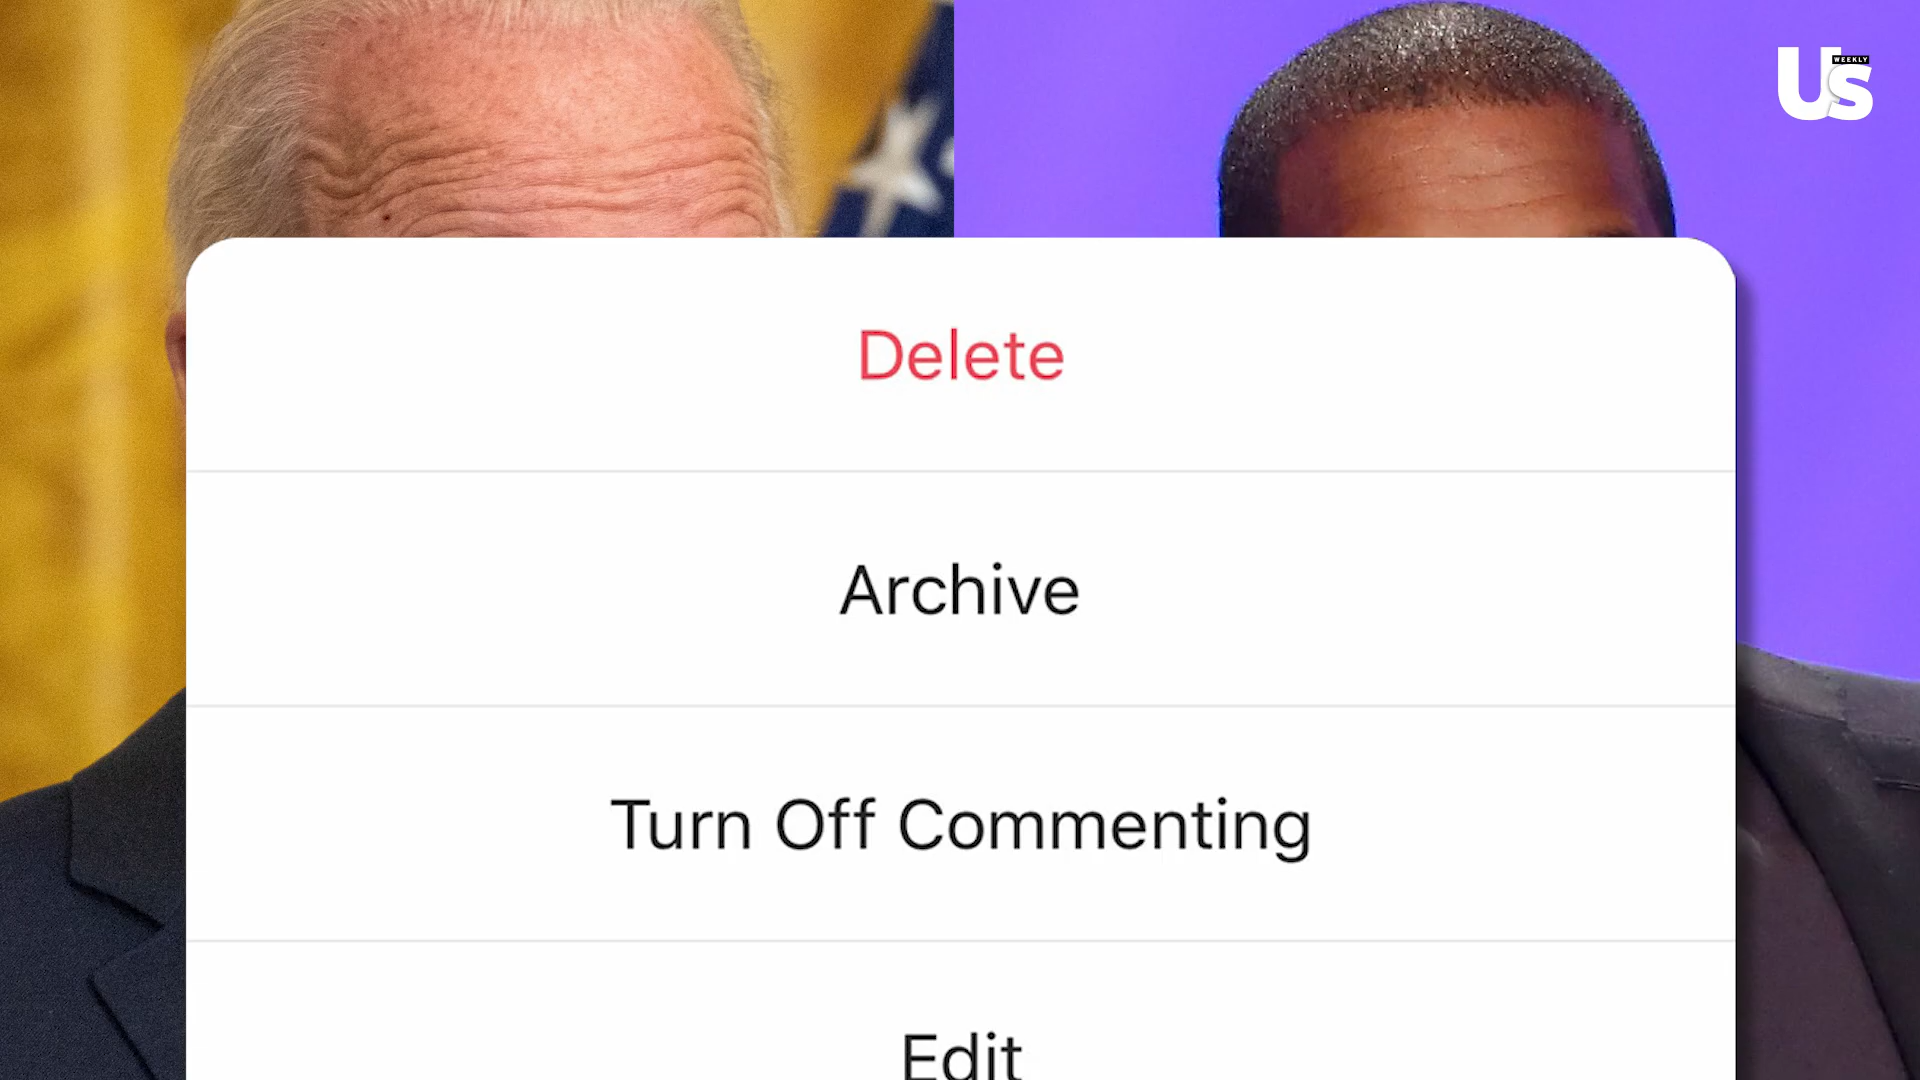 Us
WEEKLY
Delete
Archive
Turn Off Commenting
Edit